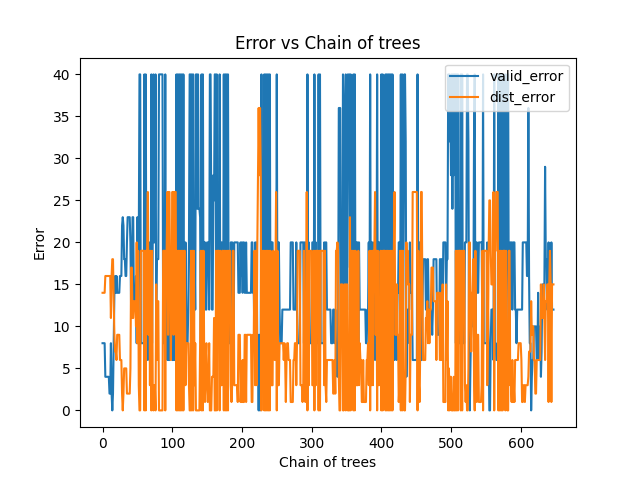 Error vs Chain of trees
valid_error
dist_error
Error
40
35
30
25
20
15
10
5
0
0 100 200 300 400 500 600
Chain of trees